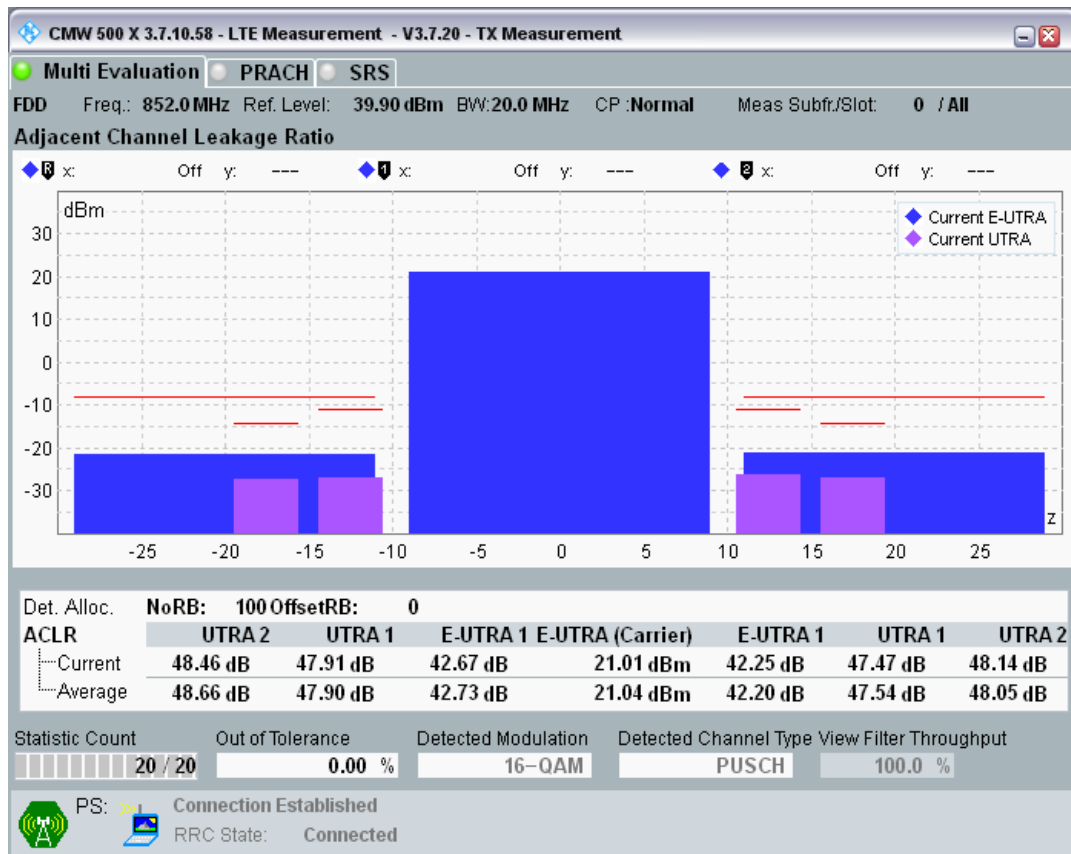 CMW 500 X 3.7.10.58 - LTE Measurement - V3.7.20 - TX Measurement
Multi Evaluation PRACH SRS
FDD Freq.: 852.0 MHz Ref. Level: 39.90 dBm BW:20.0 MHz CP :Normal Meas Subfr./Slot: 0 / All
Adjacent Channel Leakage Ratio
R x: Off y: --- 1 x: Off y: --- 2 x: Off y: ---
dBm
Current E-UTRA
Current UTRA
30
20
10
0
-10
-20
-30
z
-25 -20 -15 -10 -5 0 5 10 15 20 25
Det. Alloc. NoRB: 100 OffsetRB: 0
ACLR UTRA 2 UTRA 1 E-UTRA 1 E-UTRA (Carrier) E-UTRA 1 UTRA 1 UTRA 2
Current 48.46 dB 47.91 dB 42.67 dB 21.01 dBm 42.25 dB 47.47 dB 48.14 dB
Average 48.66 dB 47.90 dB 42.73 dB 21.04 dBm 42.20 dB 47.54 dB 48.05 dB
Statistic Count Out of Tolerance Detected Modulation Detected Channel Type View Filter Throughput
20 / 20 0.00 % 16-QAM PUSCH 100.0 %
PS: Connection Established
RRC State: Connected